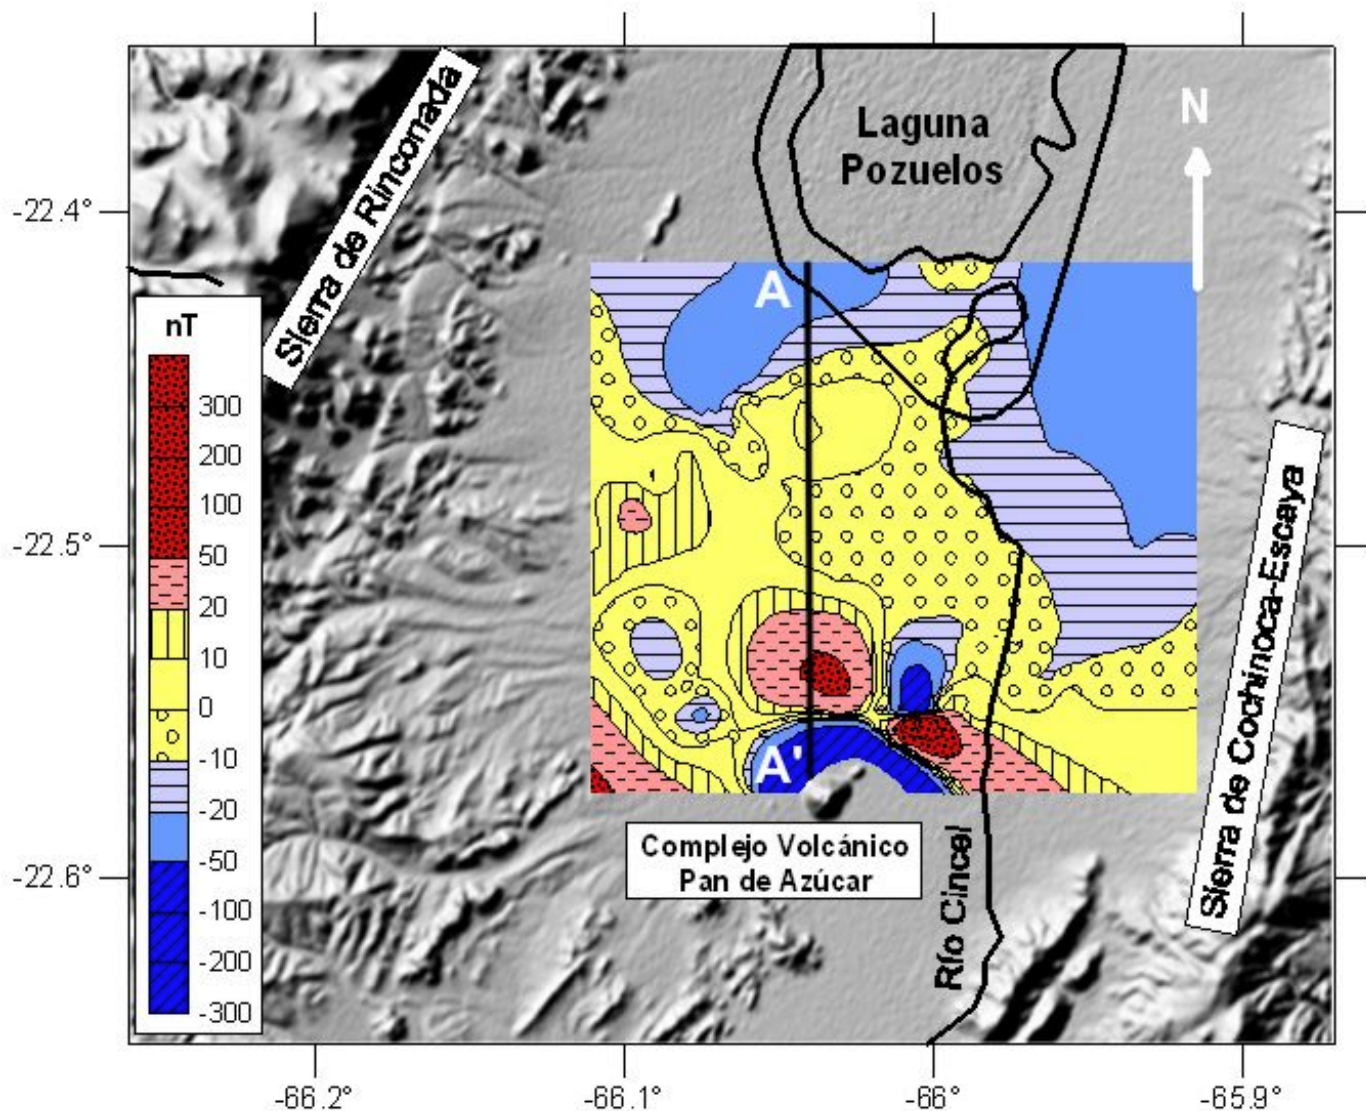 Sierra de Rinconada
Laguna
Pozuelos
N
-22.4°
A
nT
300
200
100
50
20
10
0
-10
-20
-50
-100
-200
-300
-22.5°
Sierra de Cochinoca-Escaya
A'
Complejo Volcánico
Pan de Azúcar
-22.6°
Río Cincel
-66.2°
-66.1°
-66°
-65.9°